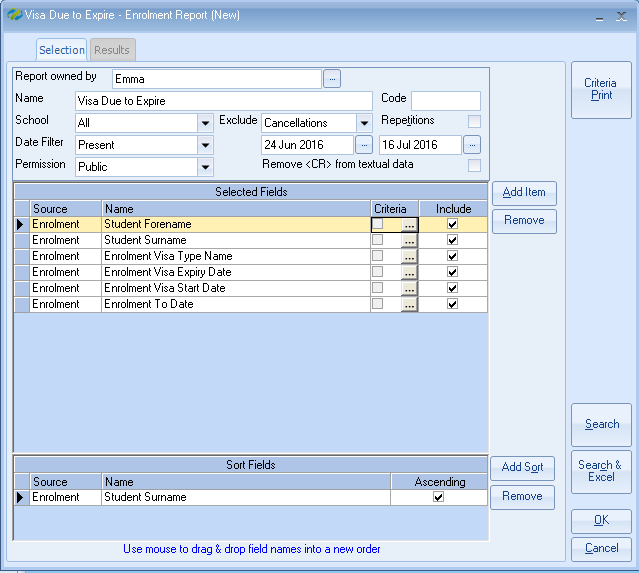 Visa Due to Expire - Enrolment Report (New)
Selection Results
Report owned by Emma ...
Name Visa Due to Expire Code
School All Exclude Cancellations Repetitions
Date Filter Present 24 Jun 2016 ... 16 Jul 2016 ...
Permission Public Remove <CR> from textual data
Criteria
Print
Selected Fields
Source Name Criteria Include
Enrolment Student Forename ...
Enrolment Student Surname ...
Enrolment Enrolment Visa Type Name ...
Enrolment Enrolment Visa Expiry Date ...
Enrolment Enrolment Visa Start Date ...
Enrolment Enrolment To Date ...
Add Item
Remove
Sort Fields
Source Name Ascending
Enrolment Student Surname
Add Sort
Remove
Use mouse to drag & drop field names into a new order
Search
Search &
Excel
OK
Cancel